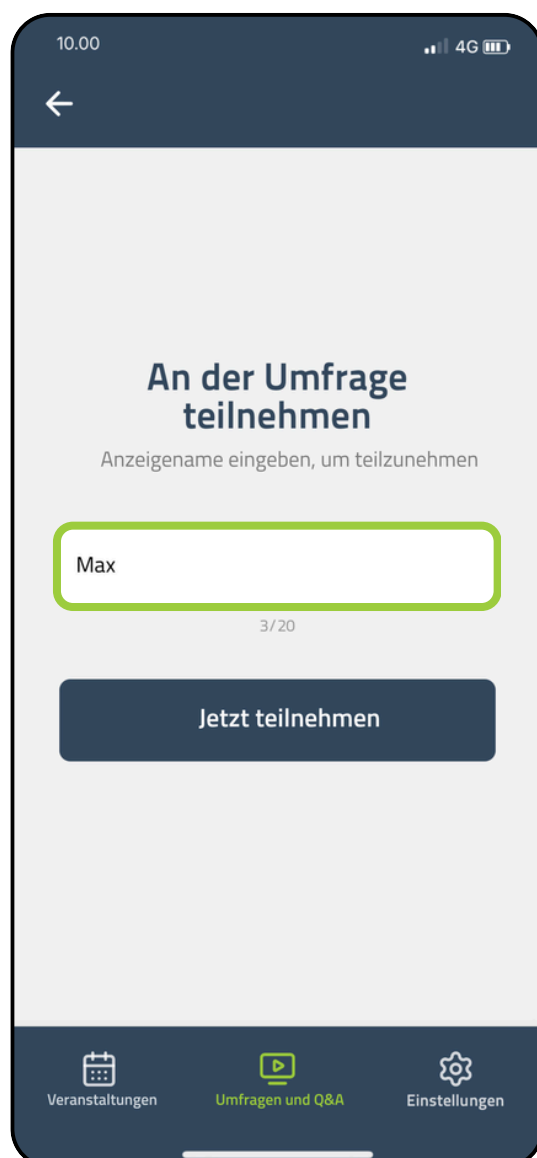 10.00
4G
An der Umfrage
teilnehmen
Anzeigename eingeben, um teilzunehmen
Max
3/20
Jetzt teilnehmen
Veranstaltungen
Umfragen und Q&A
Einstellungen